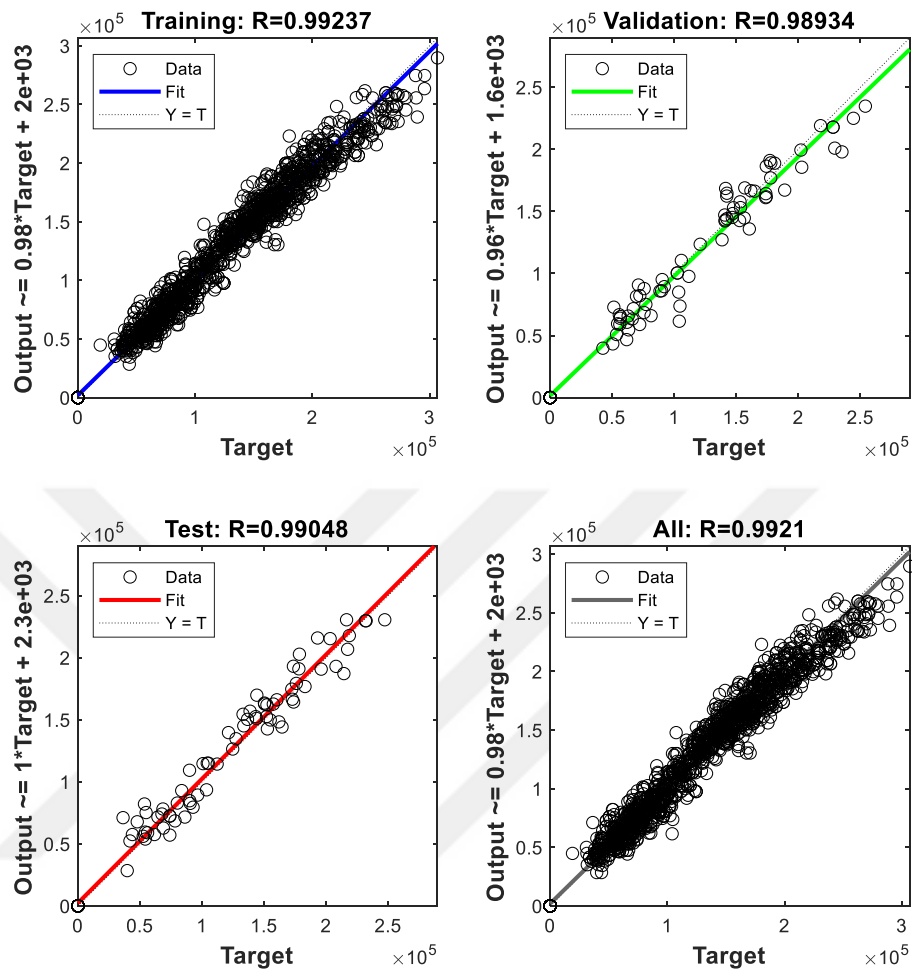 Training: R=0.99237
×10^5
Output ~= 0.98*Target + 2e+03
3
2.5
2
1.5
1
0.5
0
Data
Fit
Y = T
0 1 2 3
Target
×10^5
Validation: R=0.98934
×10^5
Output ~= 0.96*Target + 1.6e+03
2.5
2
1.5
1
0.5
0
Data
Fit
Y = T
0 0.5 1 1.5 2 2.5
Target
×10^5
Test: R=0.99048
×10^5
Output ~= 1*Target + 2.3e+03
2.5
2
1.5
1
0.5
0
Data
Fit
Y = T
0 0.5 1 1.5 2 2.5
Target
×10^5
All: R=0.9921
×10^5
Output ~= 0.98*Target + 2e+03
3
2.5
2
1.5
1
0.5
0
Data
Fit
Y = T
0 1 2 3
Target
×10^5